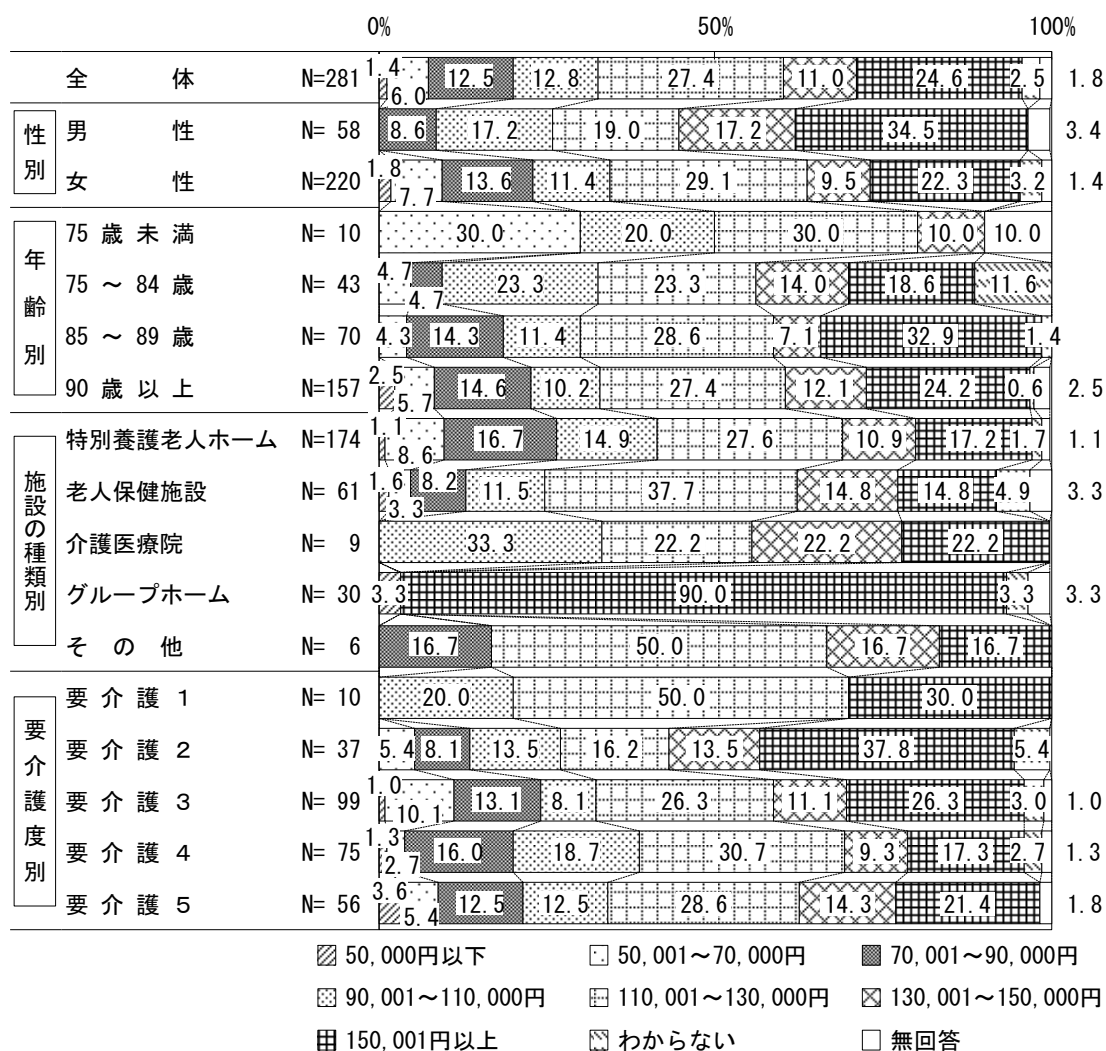 0% 50% 100%
全体 N=281 1.4 6.0 12.5 12.8 27.4 11.0 24.6 2.5 1.8
性別
男性 N= 58 8.6 17.2 19.0 17.2 34.5 3.4
女性 N=220 1.8 7.7 13.6 11.4 29.1 9.5 22.3 3.2 1.4
年齢別
75歳未満 N= 10 30.0 20.0 30.0 10.0 10.0
75～84歳 N= 43 4.7 4.7 23.3 23.3 14.0 18.6 11.6
85～89歳 N= 70 4.3 14.3 11.4 28.6 7.1 32.9 1.4
90歳以上 N=157 2.5 5.7 14.6 10.2 27.4 12.1 24.2 0.6 2.5
施設の種類別
特別養護老人ホーム N=174 1.1 8.6 16.7 14.9 27.6 10.9 17.2 1.7 1.1
老人保健施設 N= 61 1.6 3.3 8.2 11.5 37.7 14.8 14.8 4.9 3.3
介護医療院 N= 9 33.3 22.2 22.2 22.2
グループホーム N= 30 3.3 90.0 3.3 3.3
その他 N= 6 16.7 50.0 16.7 16.7
要介護度別
要介護1 N= 10 20.0 50.0 30.0
要介護2 N= 37 5.4 8.1 13.5 16.2 13.5 37.8 5.4
要介護3 N= 99 1.0 10.1 13.1 8.1 26.3 11.1 26.3 3.0 1.0
要介護4 N= 75 1.3 2.7 16.0 18.7 30.7 9.3 17.3 2.7 1.3
要介護5 N= 56 3.6 5.4 12.5 12.5 28.6 14.3 21.4 1.8
50,000円以下 50,001～70,000円 70,001～90,000円
90,001～110,000円 110,001～130,000円 130,001～150,000円
150,001円以上 わからない 無回答